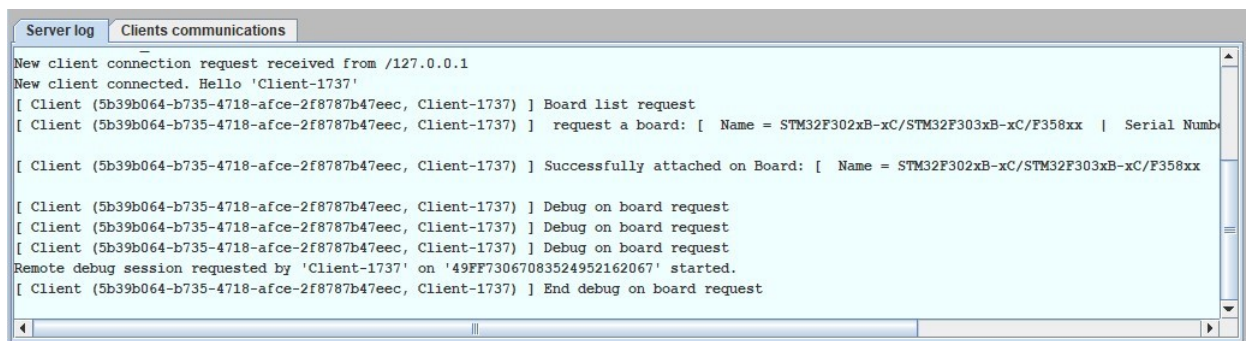 Server log
Clients communications
New client connection request received from /127.0.0.1
New client connected. Hello 'Client-1737'
[ Client (5b39b064-b735-4718-afce-2f8787b47eec, Client-1737) ] Board list request
[ Client (5b39b064-b735-4718-afce-2f8787b47eec, Client-1737) ]  request a board: [  Name = STM32F302xB-xC/STM32F303xB-xC/F358xx  |  Serial Numbe
[ Client (5b39b064-b735-4718-afce-2f8787b47eec, Client-1737) ] Successfully attached on Board: [  Name = STM32F302xB-xC/STM32F303xB-xC/F358xx
[ Client (5b39b064-b735-4718-afce-2f8787b47eec, Client-1737) ] Debug on board request
[ Client (5b39b064-b735-4718-afce-2f8787b47eec, Client-1737) ] Debug on board request
[ Client (5b39b064-b735-4718-afce-2f8787b47eec, Client-1737) ] Debug on board request
Remote debug session requested by 'Client-1737' on '49FF73067083524952162067' started.
[ Client (5b39b064-b735-4718-afce-2f8787b47eec, Client-1737) ] End debug on board request